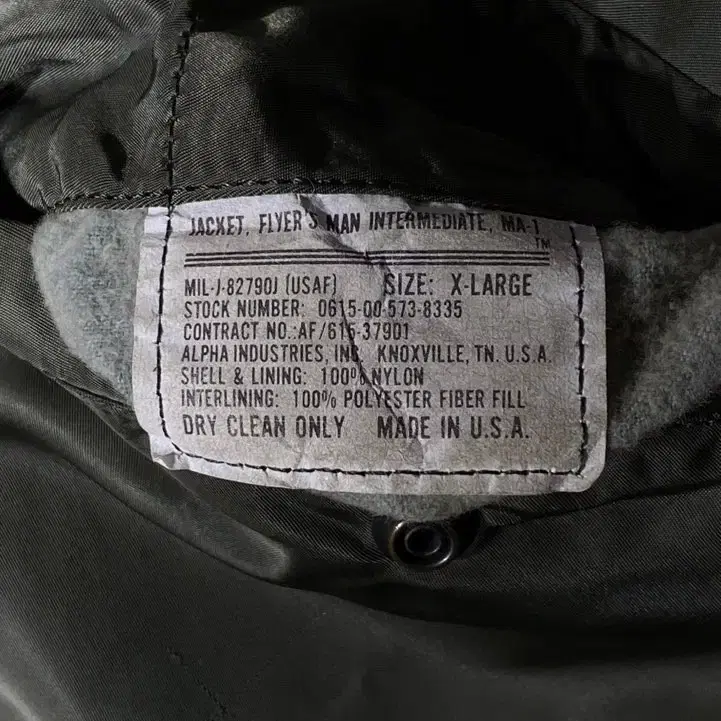 JACKET, FLYER'S MAN INTERMEDIATE, MA-1 ™
MIL-J-82790J (USAF) SIZE: X-LARGE
STOCK NUMBER: 0615-00-573-8335
CONTRACT NO.:AF/615-37901
ALPHA INDUSTRIES, INC. KNOXVILLE, TN. U.S.A.
SHELL & LINING: 100% NYLON
INTERLINING: 100% POLYESTER FIBER FILL
DRY CLEAN ONLY MADE IN U.S.A.